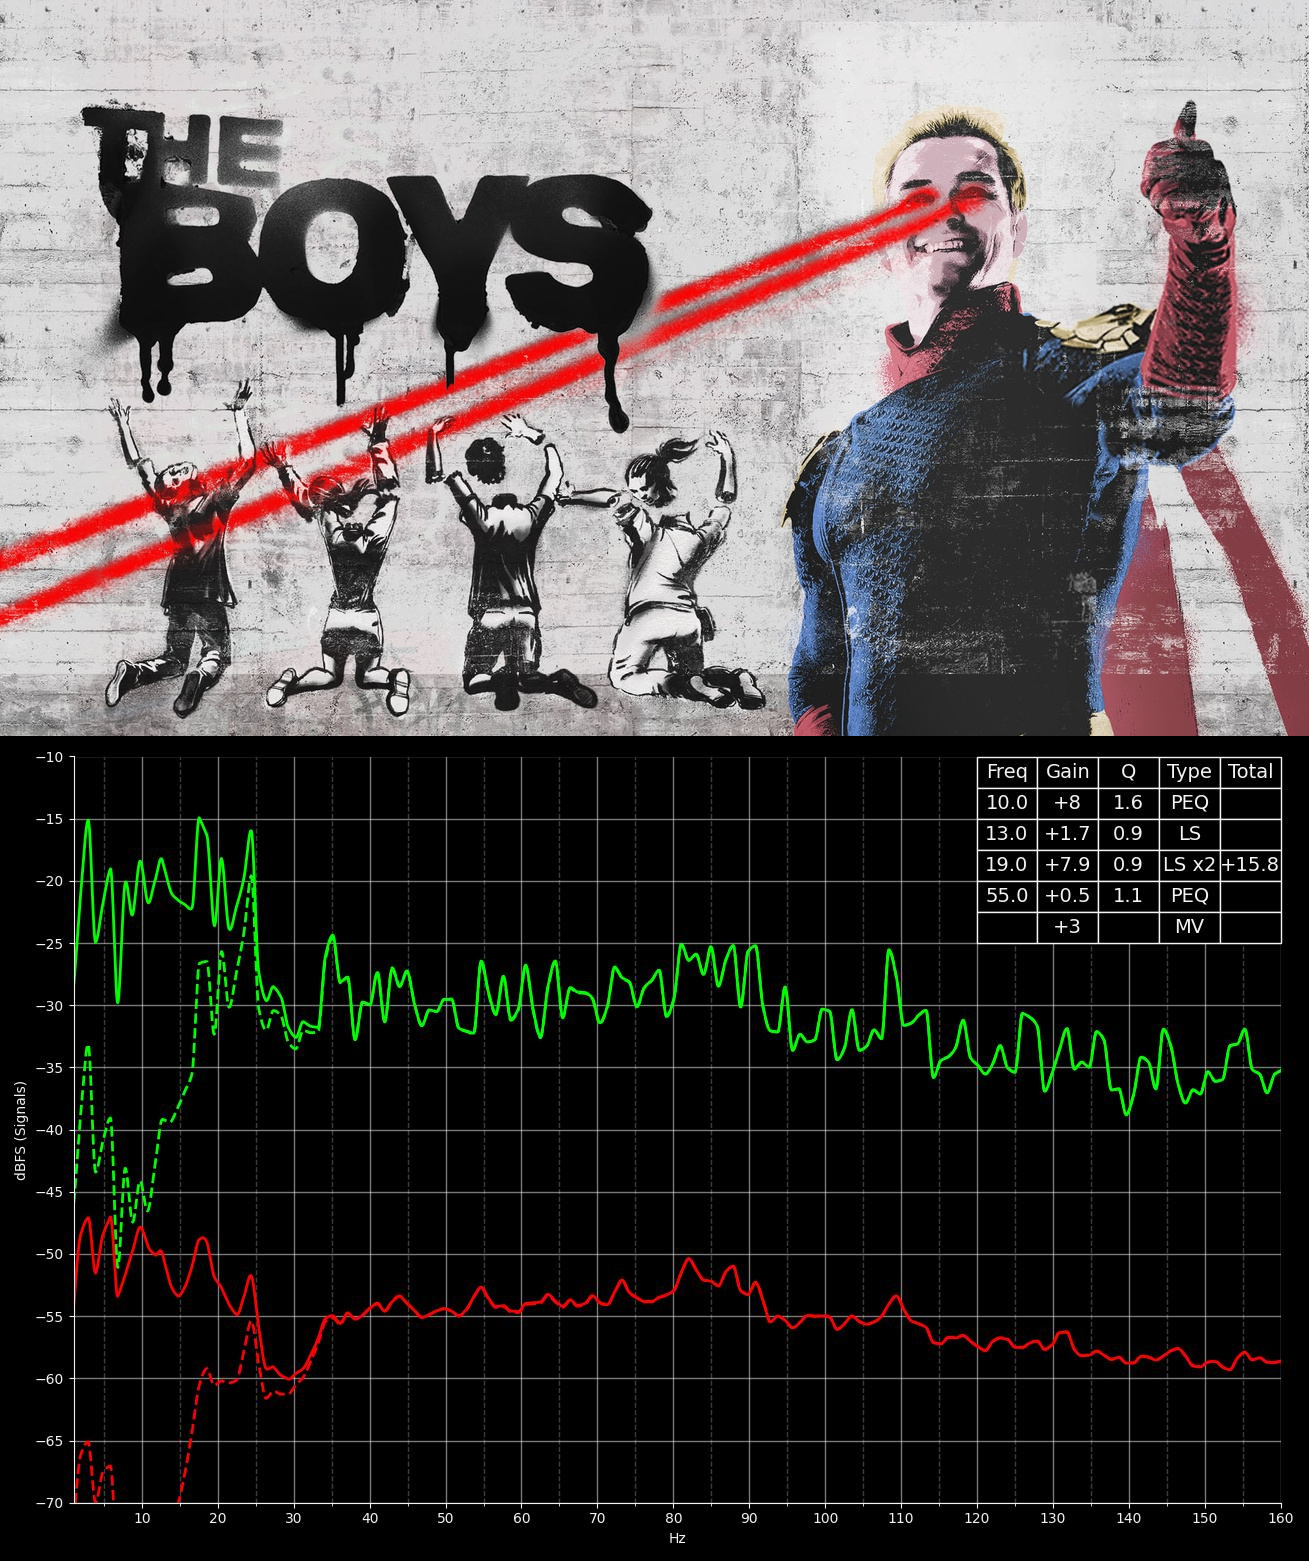 THE
BOYS
Freq Gain Q Type Total
10.0 +8 1.6 PEQ
13.0 +1.7 0.9 LS
19.0 +7.9 0.9 LS x2 +15.8
55.0 +0.5 1.1 PEQ
+3 MV
−10
−15
−20
−25
−30
−35
−40
−45
−50
−55
−60
−65
−70
dBFS (Signals)
10 20 30 40 50 60 70 80 90 100 110 120 130 140 150 160
Hz